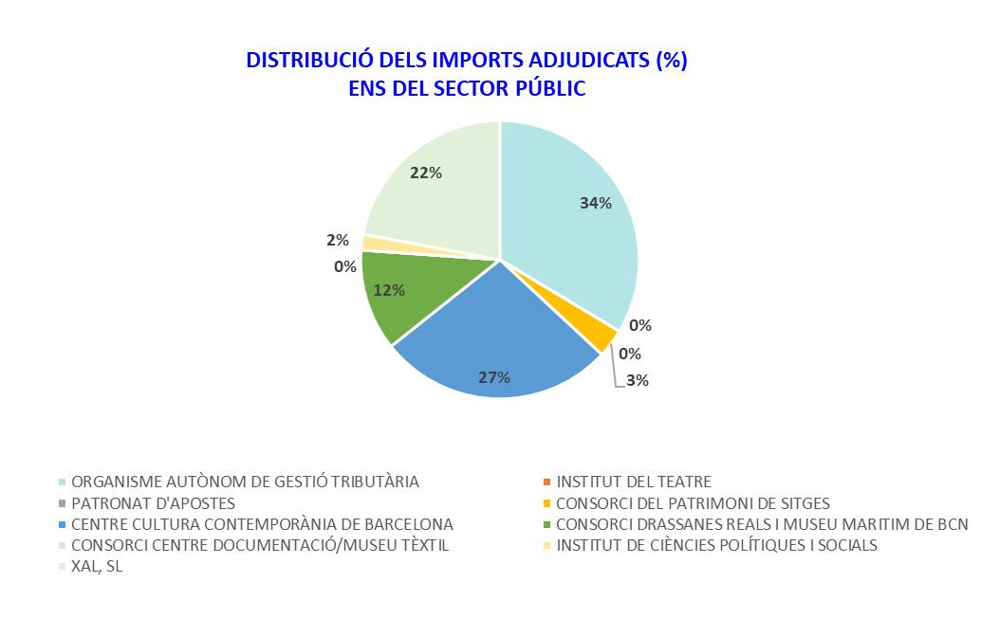 DISTRIBUCIÓ DELS IMPORTS ADJUDICATS (%)
ENS DEL SECTOR PÚBLIC
22%
34%
2%
0%
12%
0%
0%
3%
27%
ORGANISME AUTÒNOM DE GESTIÓ TRIBUTÀRIA
INSTITUT DEL TEATRE
PATRONAT D'APOSTES
CONSORCI DEL PATRIMONI DE SITGES
CENTRE CULTURA CONTEMPORÀNIA DE BARCELONA
CONSORCI DRASSANES REALS I MUSEU MARITIM DE BCN
CONSORCI CENTRE DOCUMENTACIÓ/MUSEU TÈXTIL
INSTITUT DE CIÈNCIES POLÍTIQUES I SOCIALS
XAL, SL